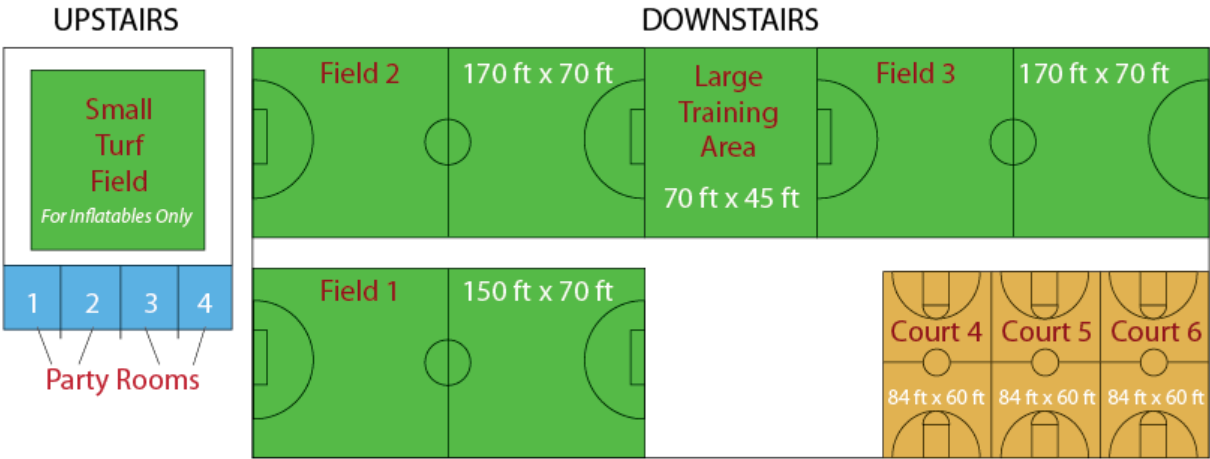 UPSTAIRS
Small
Turf
Field
For Inflatables Only
1 2 3 4
Party Rooms
DOWNSTAIRS
Field 2 170 ft x 70 ft
Large
Training
Area
70 ft x 45 ft
Field 3 170 ft x 70 ft
Field 1 150 ft x 70 ft
Court 4 Court 5 Court 6
84 ft x 60 ft 84 ft x 60 ft 84 ft x 60 ft